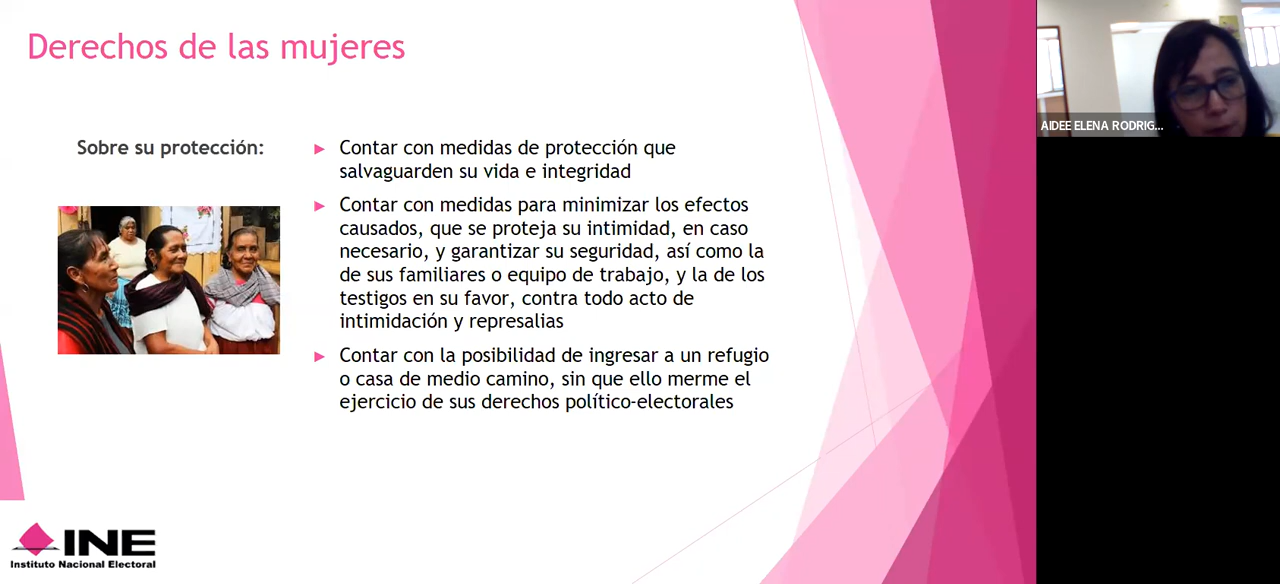 Derechos de las mujeres
Sobre su protección:
Contar con medidas de protección que
salvaguarden su vida e integridad
Contar con medidas para minimizar los efectos
causados, que se proteja su intimidad, en caso
necesario, y garantizar su seguridad, así como la
de sus familiares o equipo de trabajo, y la de los
testigos en su favor, contra todo acto de
intimidación y represalias
Contar con la posibilidad de ingresar a un refugio
o casa de medio camino, sin que ello merme el
ejercicio de sus derechos político-electorales
INE
Instituto Nacional Electoral
AIDEE ELENA RODRIG...